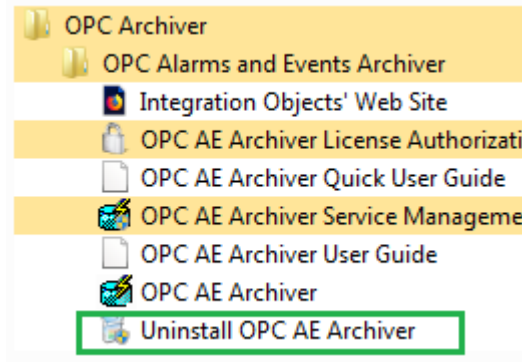 OPC Archiver
OPC Alarms and Events Archiver
Integration Objects' Web Site
OPC AE Archiver License Authorizati
OPC AE Archiver Quick User Guide
OPC AE Archiver Service Manageme
OPC AE Archiver User Guide
OPC AE Archiver
Uninstall OPC AE Archiver